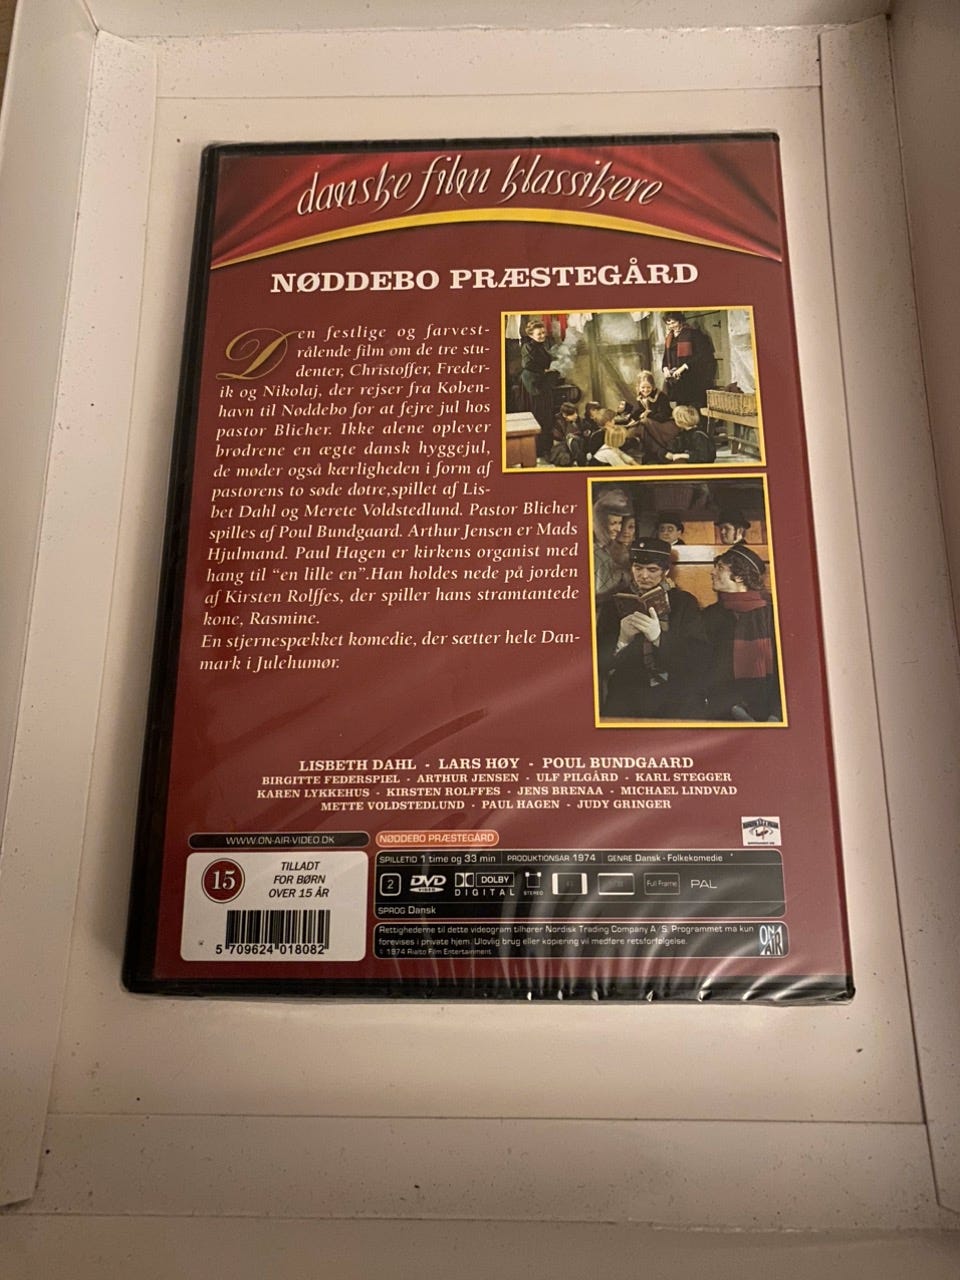 danske film klassikere
NØDDEBO PRÆSTEGÅRD
Den festlige og farvest-
rålende film om de tre stu-
denter, Christoffer, Freder-
ik og Nikolaj, der rejser fra Køben-
havn til Nøddebo for at fejre jul hos
pastor Blicher. Ikke alene oplever
brødrene en ægte dansk hyggejul,
de møder også kærligheden i form af
pastorens to søde døtre,spillet af Lis-
bet Dahl og Merete Voldstedlund. Pastor Blicher
spilles af Poul Bundgaard. Arthur Jensen er Mads
Hjulmand. Paul Hagen er kirkens organist med
hang til "en lille en".Han holdes nede på jorden
af Kirsten Rolffes, der spiller hans stramtantede
kone, Rasmine.
En stjernespækket komedie, der sætter hele Dan-
mark i Julehumør.
LISBETH DAHL - LARS HØY - POUL BUNDGAARD
BIRGITTE FEDERSPIEL - ARTHUR JENSEN - ULF PILGÅRD - KARL STEGGER
KAREN LYKKEHUS - KIRSTEN ROLFFES - JENS BRENAA - MICHAEL LINDVAD
METTE VOLDSTEDLUND - PAUL HAGEN - JUDY GRINGER
WWW.ON-AIR-VIDEO.DK
NØDDEBO PRÆSTEGÅRD
15
TILLADT
FOR BØRN
OVER 15 ÅR
5 709624 018082
SPILLETID 1 time og 33 min PRODUKTIONSÅR 1974 GENRE Dansk - Folkekomedie
2 DVD VIDEO DOLBY DIGITAL STEREO Full Frame PAL
SPROG Dansk
Rettighederne til dette videogram tilhører Nordisk Trading Company A/S. Programmet må kun
forevises i private hjem. Ulovlig brug eller kopiering vil medføre retsforfølgelse.
© 1974 Rialto Film Entertainment
ON AIR